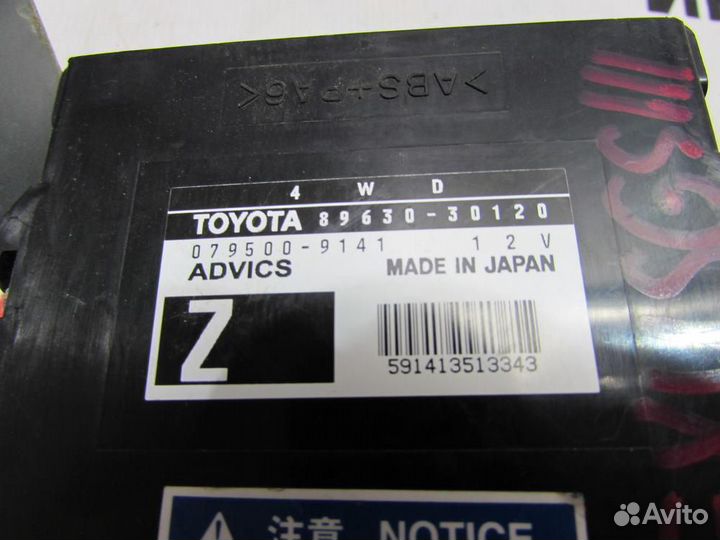 >ABS+PA6<
4 W D
TOYOTA 89630-30120
079500-9141 12V
ADVICS MADE IN JAPAN
Z
591413513343
注意 NOTICE
Avito